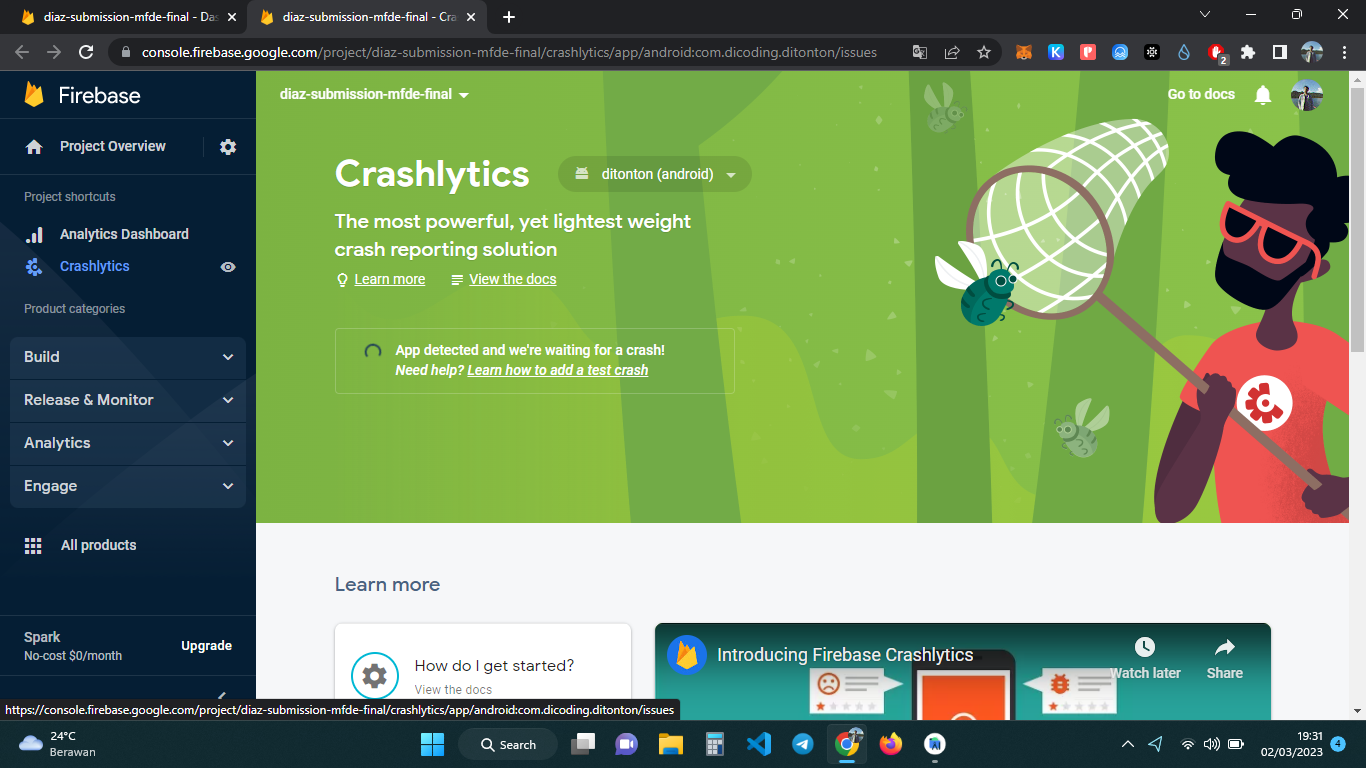 diaz-submission-mfde-final - Das
diaz-submission-mfde-final - Cra
console.firebase.google.com/project/diaz-submission-mfde-final/crashlytics/app/android:com.dicoding.ditonton/issues
2
Firebase
diaz-submission-mfde-final
Go to docs
Project Overview
Project shortcuts
Analytics Dashboard
Crashlytics
Product categories
Build
Release & Monitor
Analytics
Engage
All products
Spark
No-cost $0/month
Upgrade
Crashlytics
ditonton (android)
The most powerful, yet lightest weight
crash reporting solution
Learn more
View the docs
App detected and we're waiting for a crash!
Need help? Learn how to add a test crash
Learn more
How do I get started?
View the docs
Introducing Firebase Crashlytics
Watch later
Share
https://console.firebase.google.com/project/diaz-submission-mfde-final/crashlytics/app/android:com.dicoding.ditonton/issues
24°C
Berawan
Search
19:31
02/03/2023
4